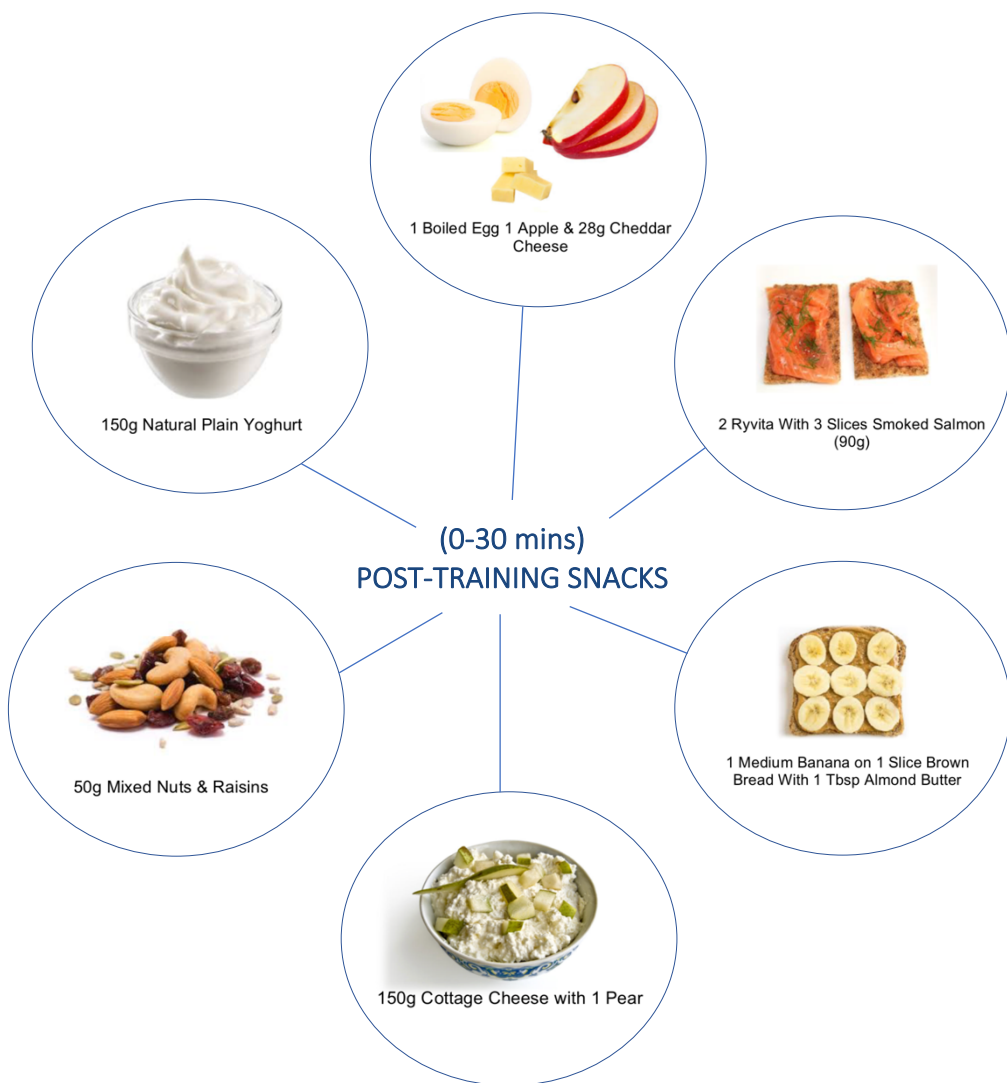 1 Boiled Egg 1 Apple & 28g Cheddar
Cheese
150g Natural Plain Yoghurt
2 Ryvita With 3 Slices Smoked Salmon
(90g)
(0-30 mins)
POST-TRAINING SNACKS
50g Mixed Nuts & Raisins
1 Medium Banana on 1 Slice Brown
Bread With 1 Tbsp Almond Butter
150g Cottage Cheese with 1 Pear